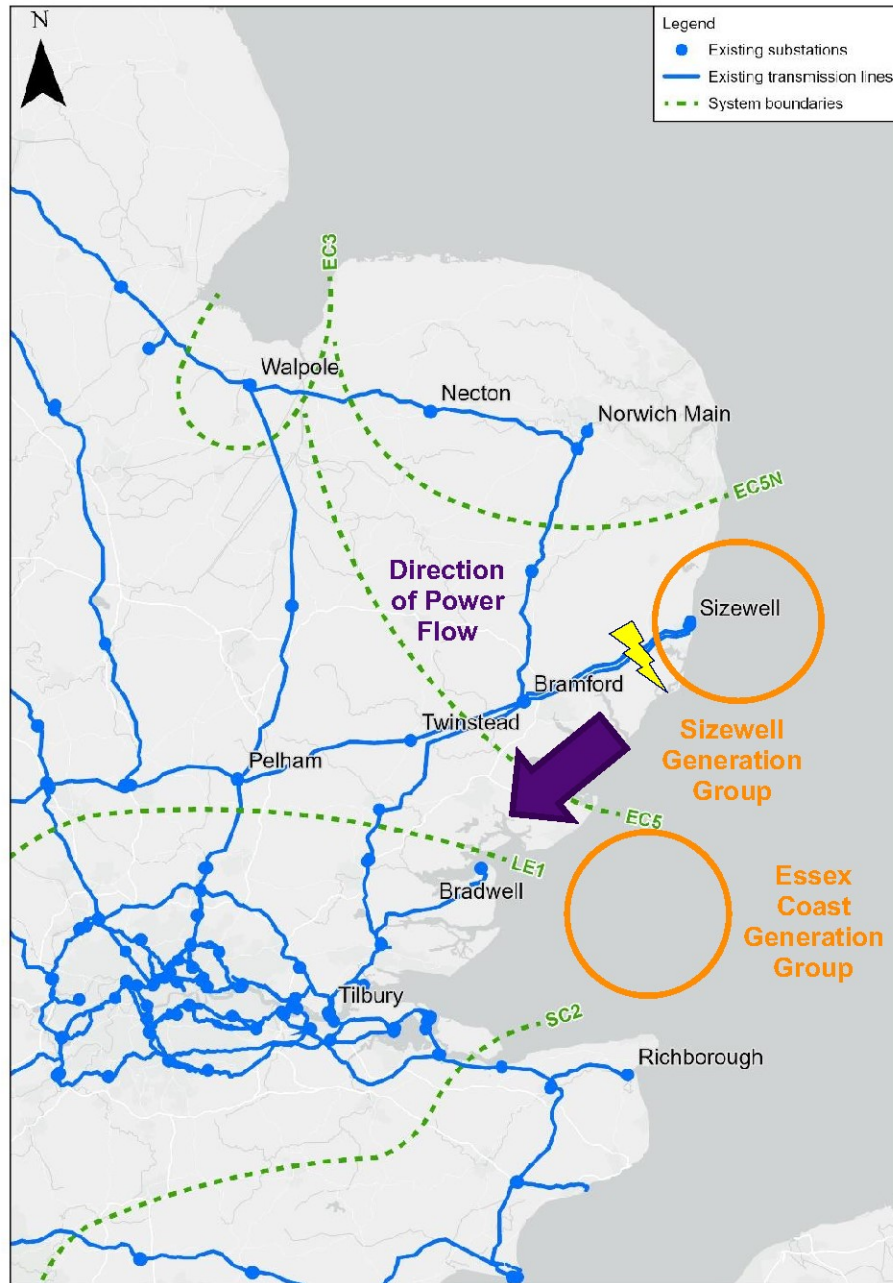 N
Legend
Existing substations
Existing transmission lines
System boundaries
EC3
Walpole
Necton
Norwich Main
EC5N
Direction
of Power
Flow
Sizewell
Bramford
Twinstead
Sizewell
Generation
Group
Pelham
EC5
LE1
Bradwell
Essex
Coast
Generation
Group
Tilbury
SC2
Richborough